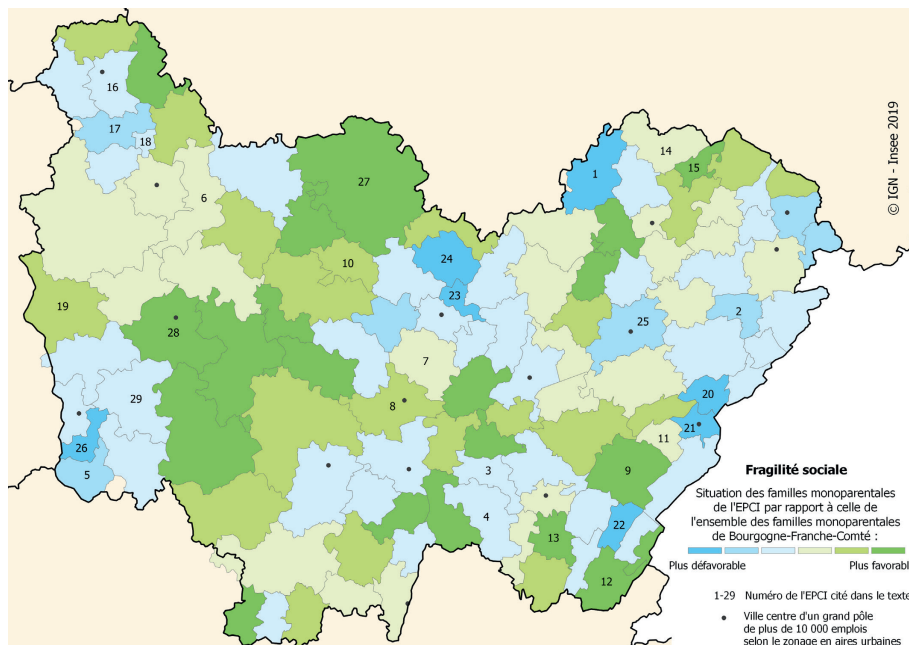 16
17
18
6
27
1
14
15
24
10
23
19
28
25
2
7
29
8
20
21
11
26
5
3
9
4
22
13
12
© IGN - Insee 2019
Fragilité sociale
Situation des familles monoparentales
de l'EPCI par rapport à celle de
l'ensemble des familles monoparentales
de Bourgogne-Franche-Comté :
Plus défavorable Plus favorabl
1-29 Numéro de l'EPCI cité dans le texte
Ville centre d'un grand pôle
de plus de 10 000 emplois
selon le zonage en aires urbaines